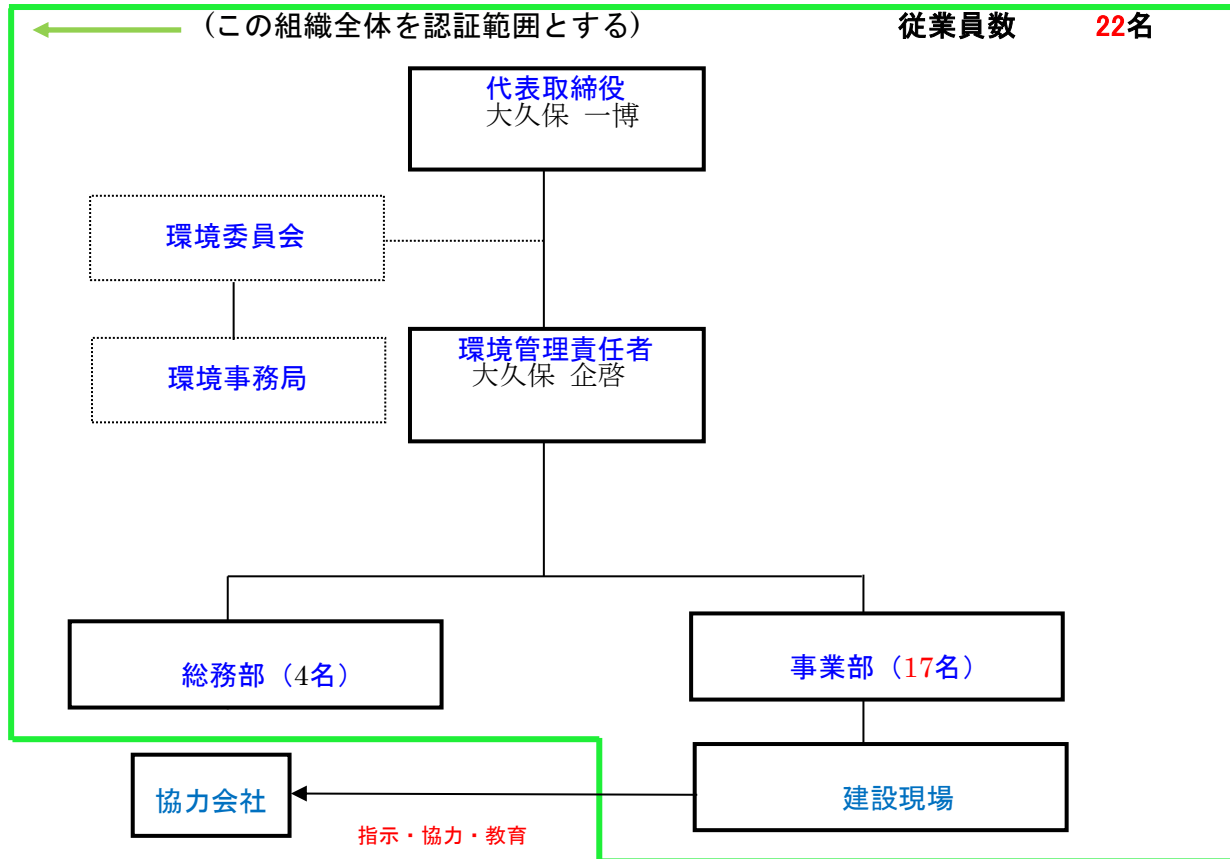 (この組織全体を認証範囲とする) 従業員数 22名
代表取締役
大久保 一博
環境委員会
環境管理責任者
大久保 企啓
環境事務局
総務部（4名）
事業部（17名）
協力会社
建設現場
指示・協力・教育